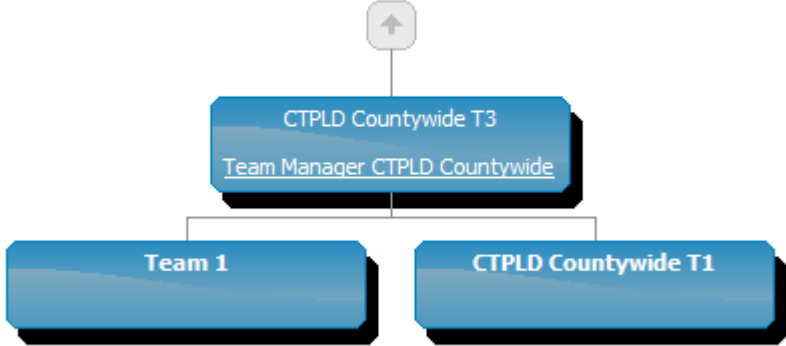 CTPLD Countywide T3
Team Manager CTPLD Countywide
Team 1
CTPLD Countywide T1